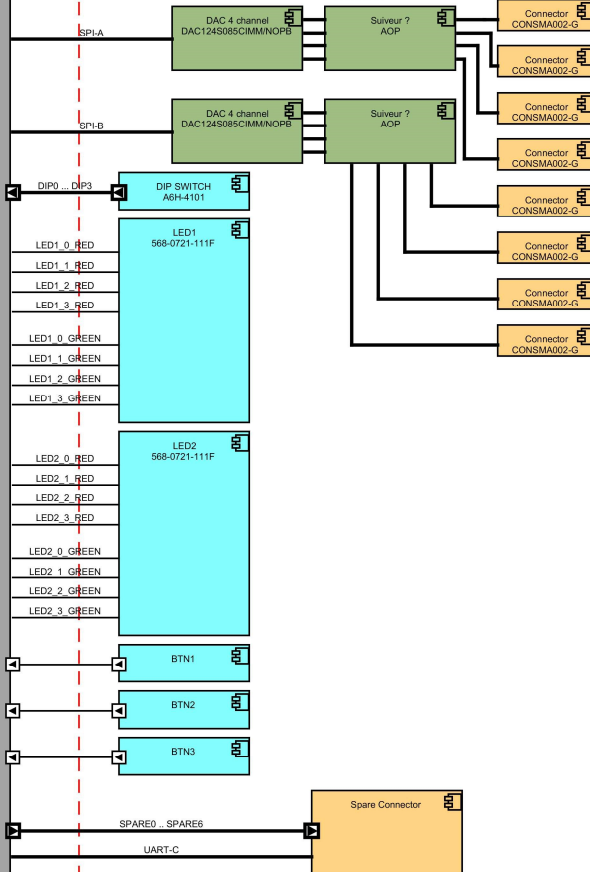 SPI-A
DAC 4 channel
DAC124S085CIMM/NOPB
Suiveur ?
AOP
Connector
CONSMA002-G
Connector
CONSMA002-G
Connector
CONSMA002-G
Connector
CONSMA002-G
SPI-B
DAC 4 channel
DAC124S085CIMM/NOPB
Suiveur ?
AOP
Connector
CONSMA002-G
Connector
CONSMA002-G
Connector
CONSMA002-G
Connector
CONSMA002-G
DIP0 ... DIP3
DIP SWITCH
A6H-4101
LED1
568-0721-111F
LED1_0_RED
LED1_1_RED
LED1_2_RED
LED1_3_RED
LED1_0_GREEN
LED1_1_GREEN
LED1_2_GREEN
LED1_3_GREEN
LED2
568-0721-111F
LED2_0_RED
LED2_1_RED
LED2_2_RED
LED2_3_RED
LED2_0_GREEN
LED2_1_GREEN
LED2_2_GREEN
LED2_3_GREEN
BTN1
BTN2
BTN3
Spare Connector
SPARE0 .. SPARE6
UART-C